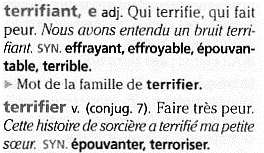 terrifiant, e adj. Qui terrifie, qui fait
peur. Nous avons entendu un bruit terri-
fiant. SYN. effrayant, effroyable, épouvan-
table, terrible.
▶ Mot de la famille de terrifier.
terrifier v. (conjug. 7). Faire très peur.
Cette histoire de sorcière a terrifié ma petite
sœur. SYN. épouvanter, terroriser.